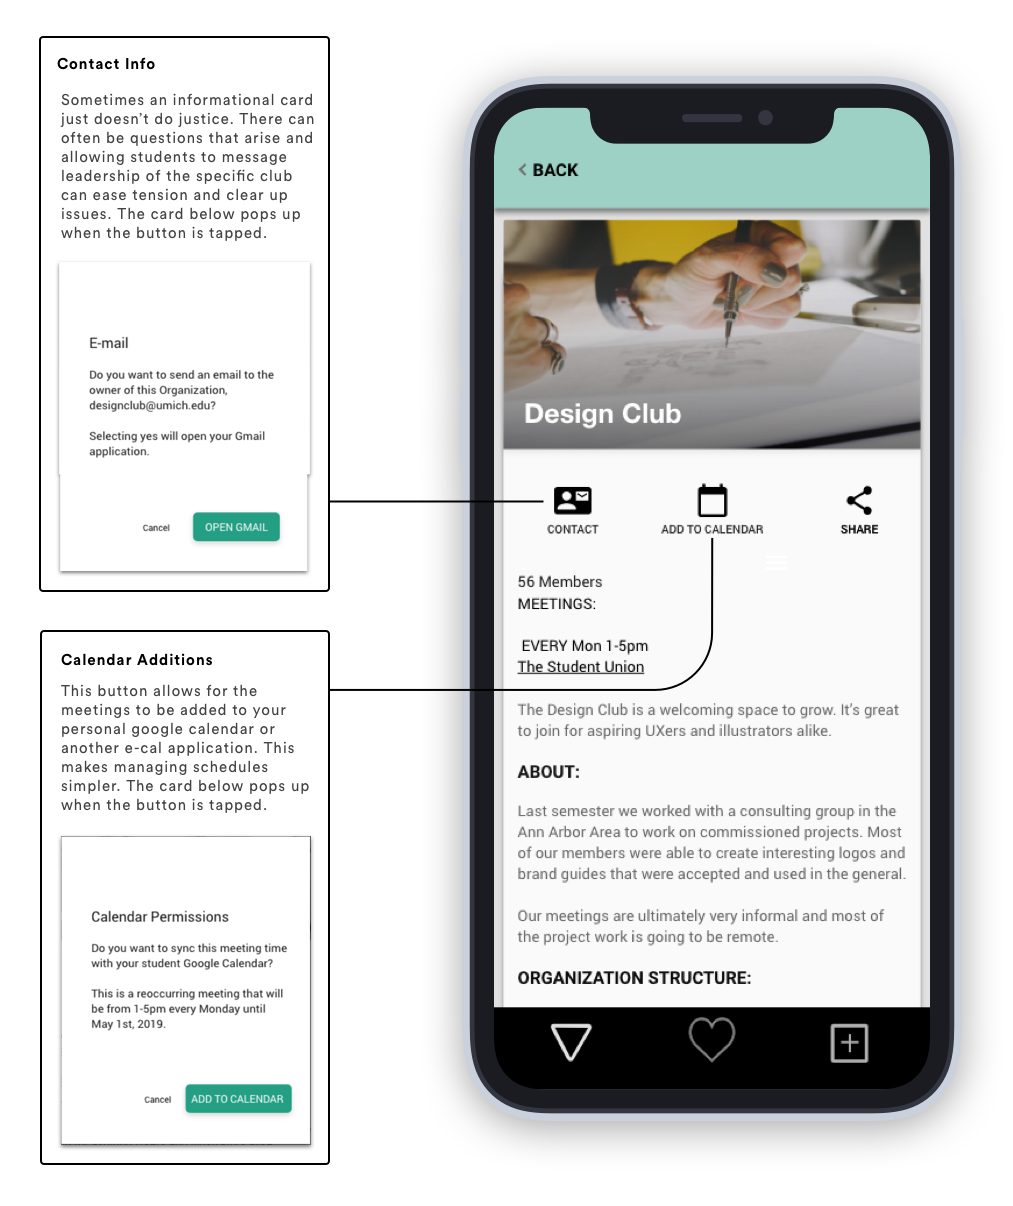 Contact Info
Sometimes an informational card
just doesn't do justice. There can
often be questions that arise and
allowing students to message
leadership of the specific club
can ease tension and clear up
issues. The card below pops up
when the button is tapped.
E-mail
Do you want to send an email to the
owner of this Organization,
designclub@umich.edu?
Selecting yes will open your Gmail
application.
Cancel
OPEN GMAIL
Calendar Additions
This button allows for the
meetings to be added to your
personal google calendar or
another e-cal application. This
makes managing schedules
simpler. The card below pops up
when the button is tapped.
Calendar Permissions
Do you want to sync this meeting time
with your student Google Calendar?
This is a reoccurring meeting that will
be from 1-5pm every Monday until
May 1st, 2019.
Cancel
ADD TO CALENDAR
< BACK
Design Club
CONTACT
ADD TO CALENDAR
SHARE
56 Members
MEETINGS:
EVERY Mon 1-5pm
The Student Union
The Design Club is a welcoming space to grow. It's great
to join for aspiring UXers and illustrators alike.
ABOUT:
Last semester we worked with a consulting group in the
Ann Arbor Area to work on commissioned projects. Most
of our members were able to create interesting logos and
brand guides that were accepted and used in the general.
Our meetings are ultimately very informal and most of
the project work is going to be remote.
ORGANIZATION STRUCTURE: